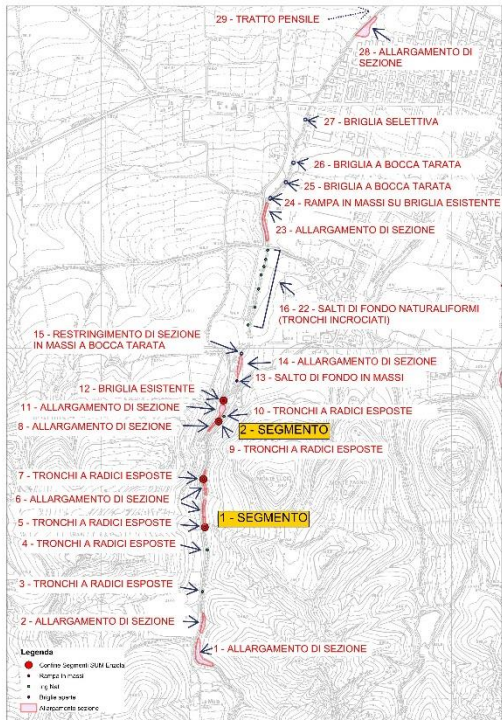 29 - TRATTO PENSILE
28 - ALLARGAMENTO DI
SEZIONE
27 - BRIGLIA SELETTIVA
26 - BRIGLIA A BOCCA TARATA
25 - BRIGLIA A BOCCA TARATA
24 - RAMPA IN MASSI SU BRIGLIA ESISTENTE
23 - ALLARGAMENTO DI SEZIONE
16 - 22 - SALTI DI FONDO NATURALIFORMI
(TRONCHI INCROCIATI)
15 - RESTRINGIMENTO DI SEZIONE
IN MASSI A BOCCA TARATA
14 - ALLARGAMENTO DI SEZIONE
13 - SALTO DI FONDO IN MASSI
12 - BRIGLIA ESISTENTE
11 - ALLARGAMENTO DI SEZIONE
10 - TRONCHI A RADICI ESPOSTE
8 - ALLARGAMENTO DI SEZIONE
2 - SEGMENTO
9 - TRONCHI A RADICI ESPOSTE
7 - TRONCHI A RADICI ESPOSTE
6 - ALLARGAMENTO DI SEZIONE
1 - SEGMENTO
5 - TRONCHI A RADICI ESPOSTE
4 - TRONCHI A RADICI ESPOSTE
3 - TRONCHI A RADICI ESPOSTE
2 - ALLARGAMENTO DI SEZIONE
1 - ALLARGAMENTO DI SEZIONE
Legenda
Confine Segmenti SUM Enzola
Rampa in massi
Ing Nat
Briglie aperte
Allargamento sezione